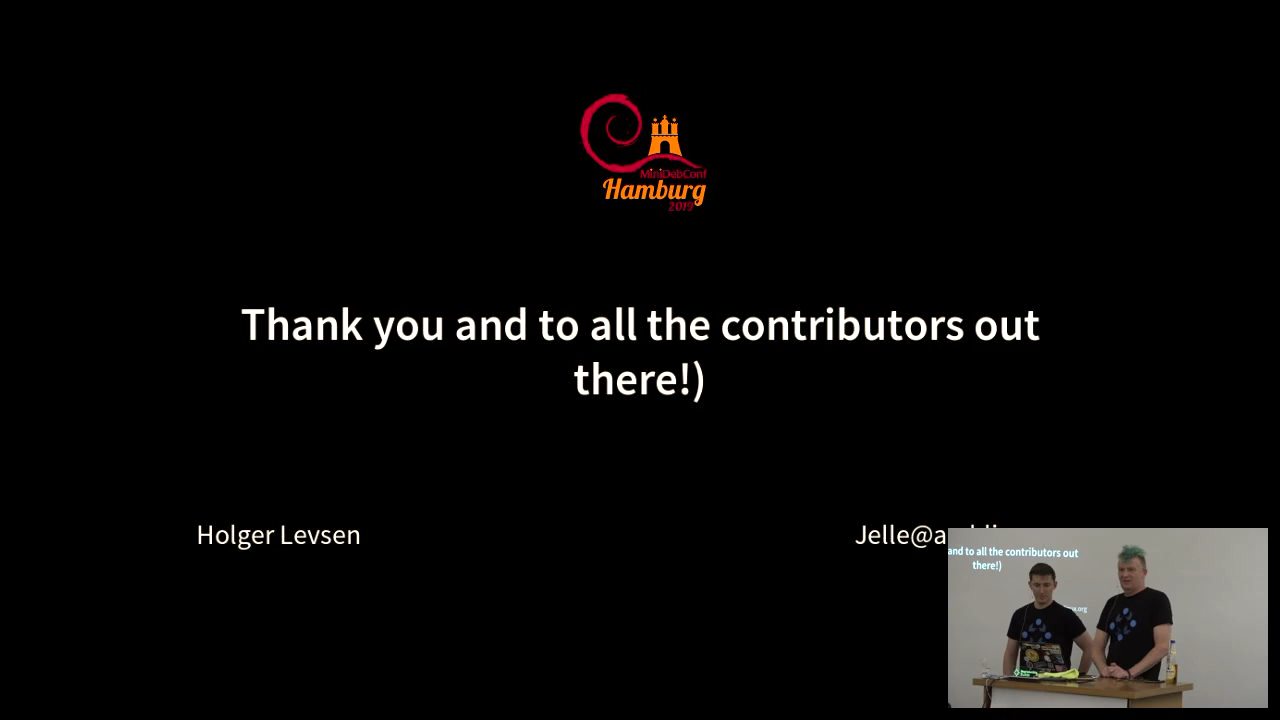 MiniDebConf
Hamburg
2019
Thank you and to all the contributors out
there!)
Holger Levsen
and to all the contributors out
there!)